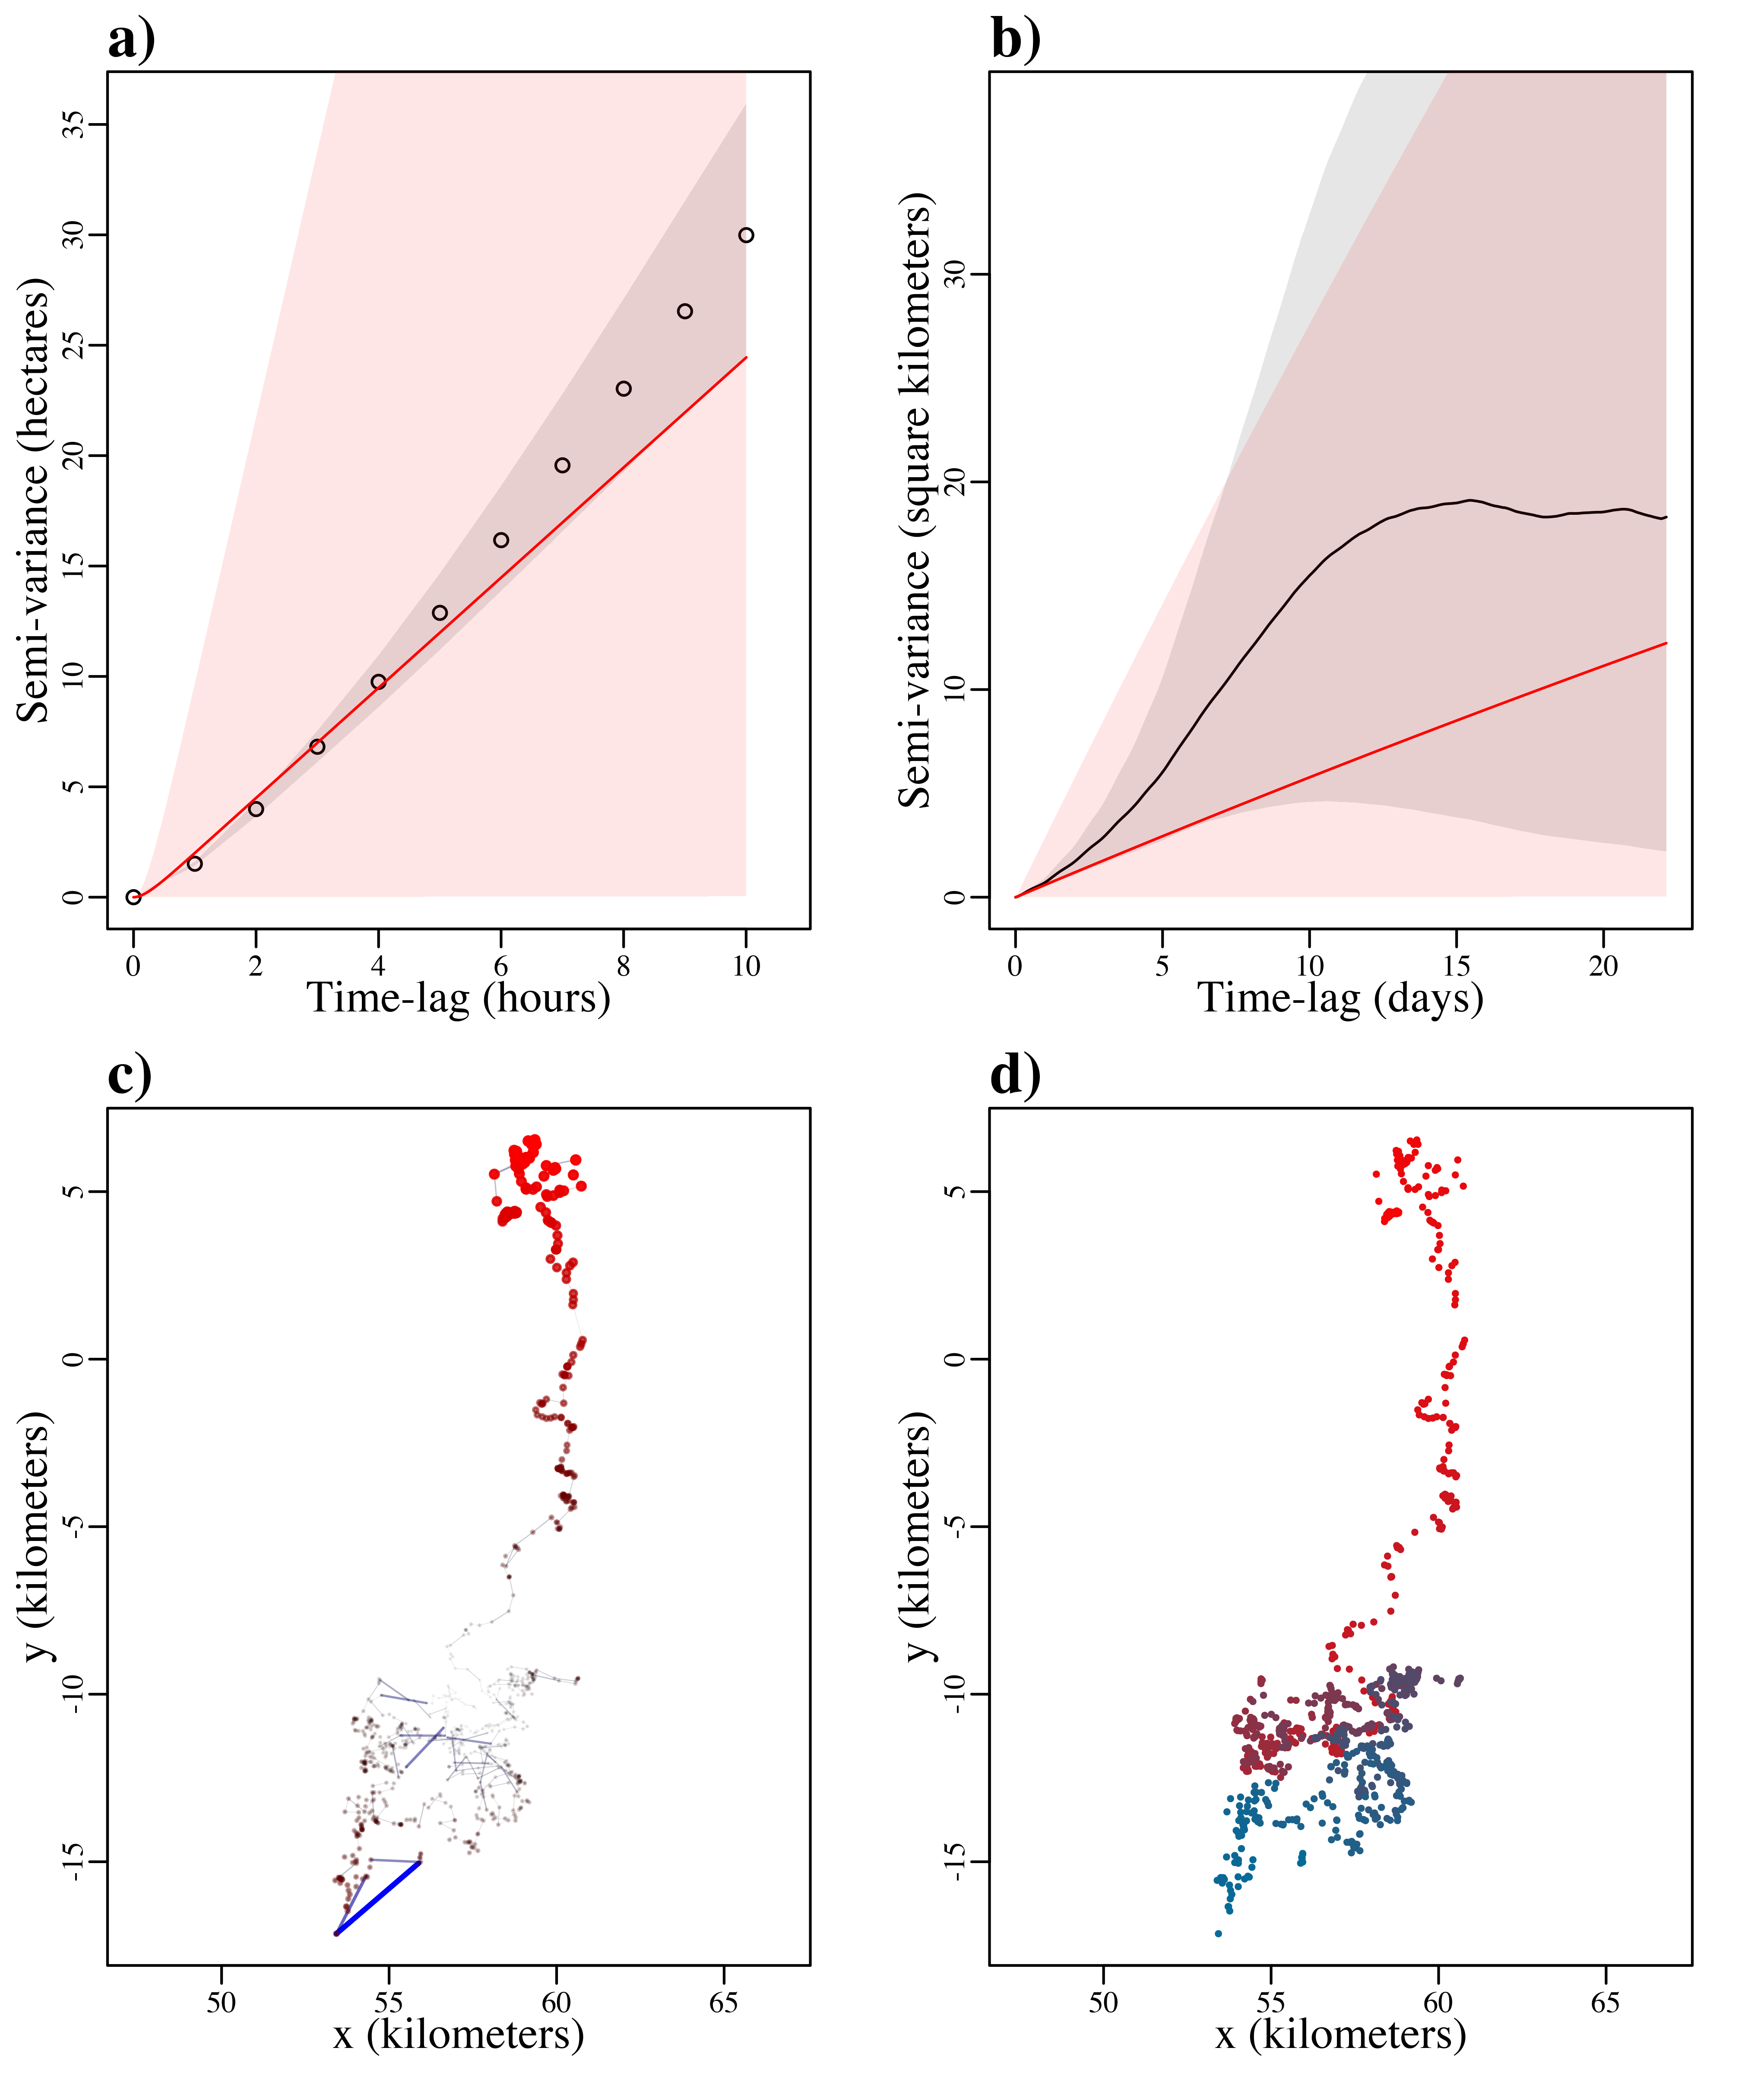 a)
Semi-variance (hectares)
0 5 10 15 20 25 30 35
0 2 4 6 8 10
Time-lag (hours)
b)
Semi-variance (square kilometers)
0 10 20 30
0 5 10 15 20
Time-lag (days)
c)
y (kilometers)
-15 -10 -5 0 5
50 55 60 65
x (kilometers)
d)
y (kilometers)
-15 -10 -5 0 5
50 55 60 65
x (kilometers)